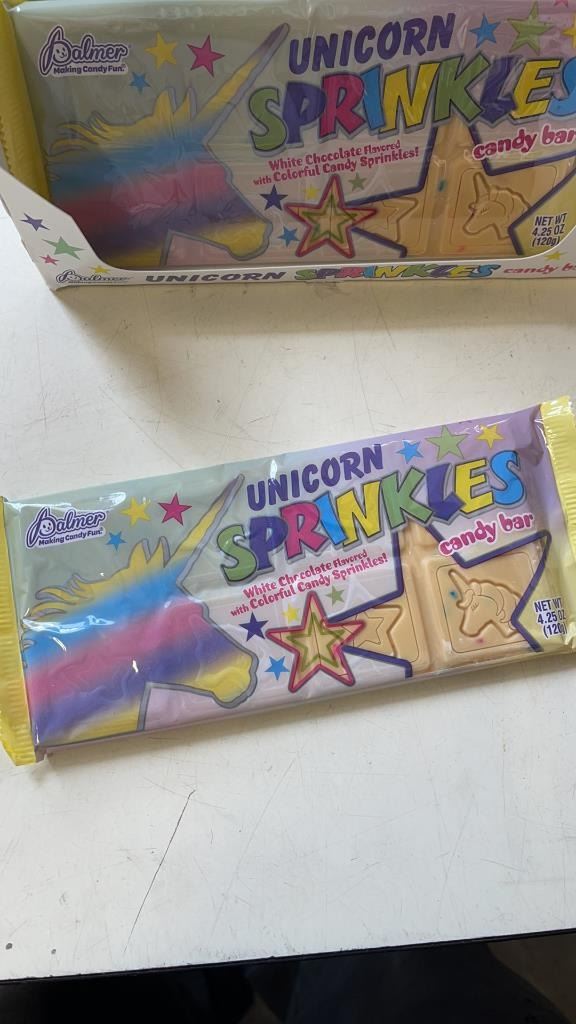 Palmer
Making Candy Fun.
UNICORN
SPRINKLES
candy bar
White Chocolate Flavored
with Colorful Candy Sprinkles!
NET WT
4.25 OZ
(120g)
Palmer
UNICORN SPRINKLES candy
Palmer
Making Candy Fun.
UNICORN
SPRINKLES
candy bar
White Chocolate Flavored
with Colorful Candy Sprinkles!
NET WT
4.25 OZ
(120g